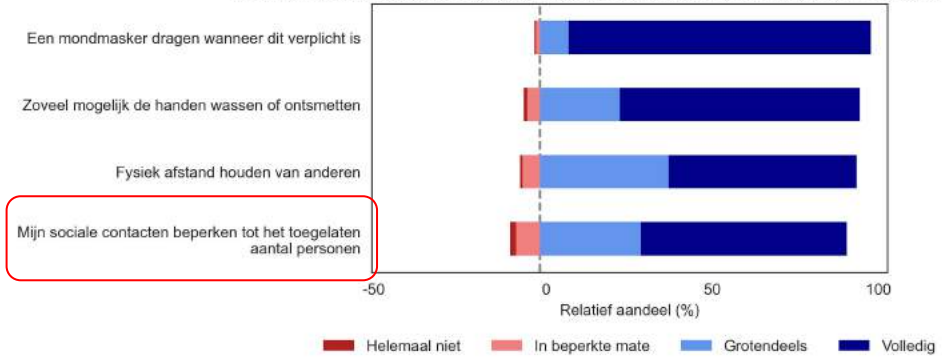 Een mondmasker dragen wanneer dit verplicht is
Zoveel mogelijk de handen wassen of ontsmetten
Fysiek afstand houden van anderen
Mijn sociale contacten beperken tot het toegelaten
aantal personen
-50 0 50 100
Relatief aandeel (%)
Helemaal niet In beperkte mate Grotendeels Volledig